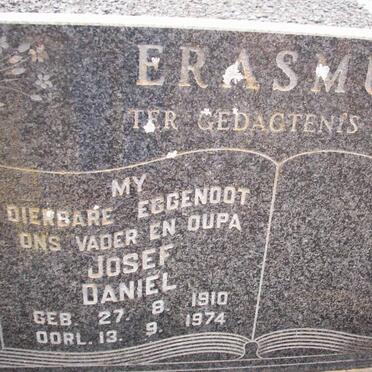 ERASMU
TER GEDAGTENIS
MY
DIERBARE EGGENOOT
ONS VADER EN OUPA
JOSEF
DANIEL
GEB 27. 8. 1910
OORL. 13. 9. 1974